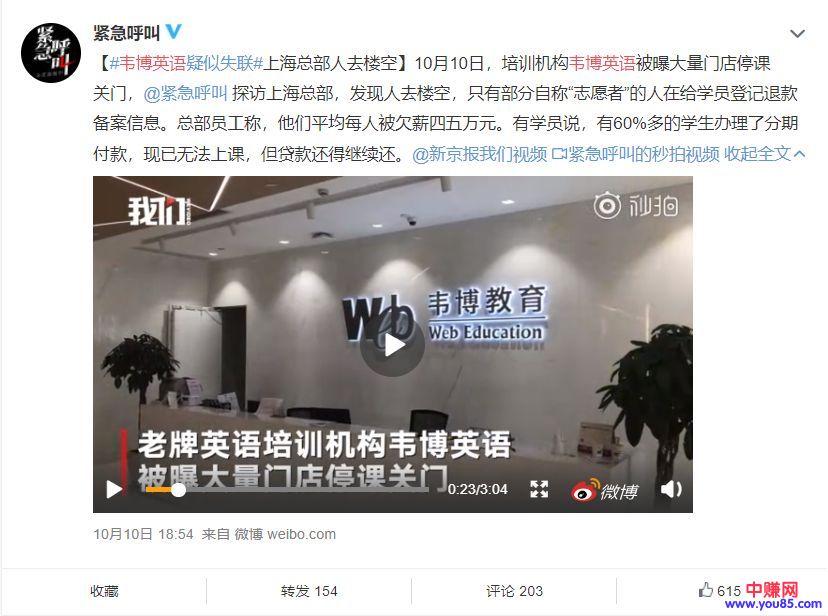 紧急呼叫
紧急呼叫
【#韦博英语疑似失联#上海总部人去楼空】10月10日，培训机构韦博英语被曝大量门店停课
关门，@紧急呼叫 探访上海总部，发现人去楼空，只有部分自称“志愿者”的人在给学员登记退款
备案信息。总部员工称，他们平均每人被欠薪四五万元。有学员说，有60%多的学生办理了分期
付款，现已无法上课，但贷款还得继续还。@新京报我们视频 紧急呼叫的秒拍视频 收起全文
我们
秒拍
Web 韦博教育
Web Education
老牌英语培训机构韦博英语
被曝大量门店停课关门
0:23/3:04
微博
10月10日 18:54 来自 微博 weibo.com
收藏
转发 154
评论 203
615
中赚网
www.you85.com